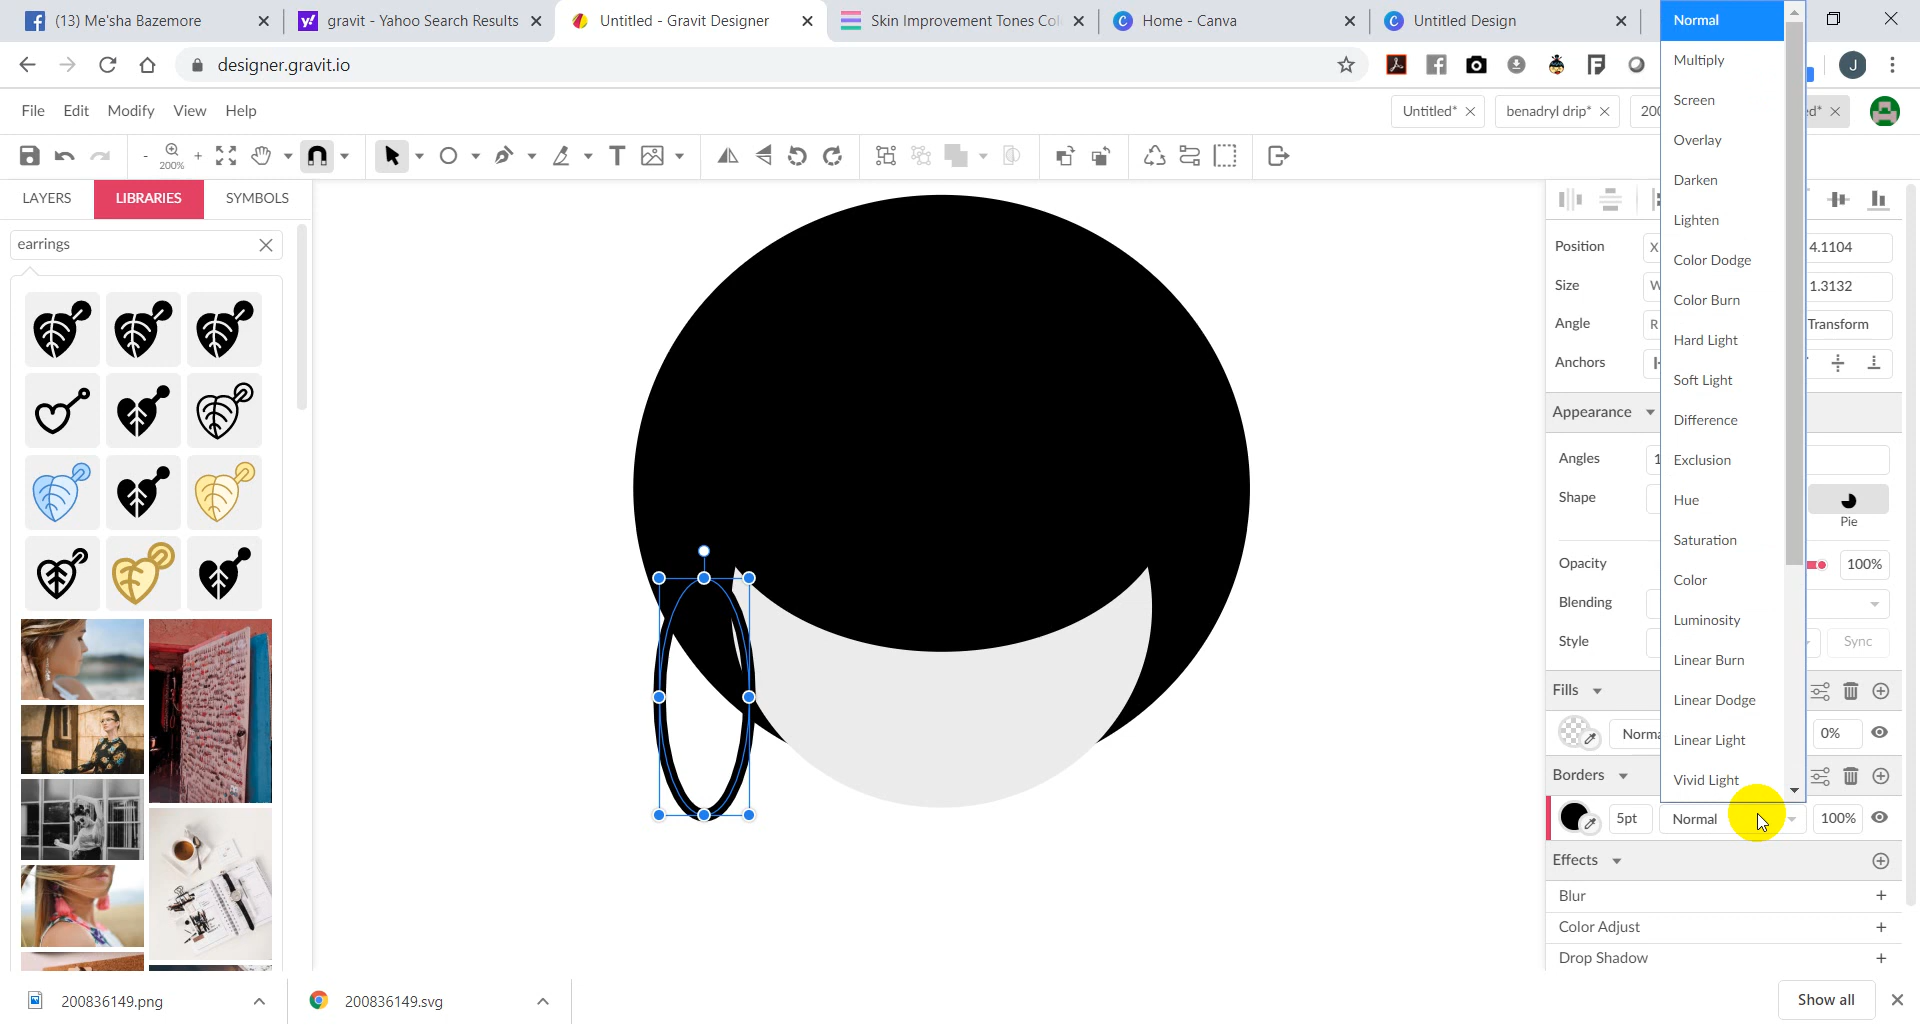 (13) Me'sha Bazemore
gravit - Yahoo Search Results
Untitled - Gravit Designer
Skin Improvement Tones Col
Home - Canva
Untitled Design
designer.gravit.io
J
File Edit Modify View Help
Untitled*
benadryl drip*
200
d*
200%
LAYERS
LIBRARIES
SYMBOLS
earrings
Position X 4.1104
Size W 1.3132
Angle R Transform
Anchors
Appearance
Angles 1
Shape
Pie
Opacity 100%
Blending
Style Sync
Fills
Norma 0%
Borders
5pt Normal 100%
Effects
Blur
Color Adjust
Drop Shadow
Normal
Multiply
Screen
Overlay
Darken
Lighten
Color Dodge
Color Burn
Hard Light
Soft Light
Difference
Exclusion
Hue
Saturation
Color
Luminosity
Linear Burn
Linear Dodge
Linear Light
Vivid Light
200836149.png
200836149.svg
Show all